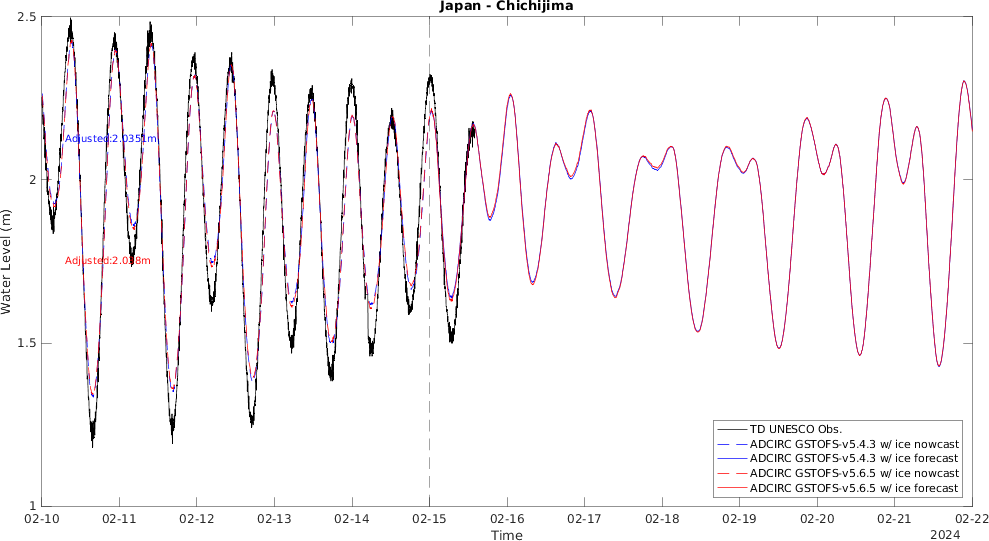 Japan - Chichijima
2.5
2
1.5
1
Water Level (m)
Adjusted:2.0351m
TD UNESCO Obs.
ADCIRC GSTOFS-v5.4.3 w/ ice nowcast
ADCIRC GSTOFS-v5.4.3 w/ ice forecast
ADCIRC GSTOFS-v5.6.5 w/ ice nowcast
ADCIRC GSTOFS-v5.6.5 w/ ice forecast
02-10 02-11 02-12 02-13 02-14 02-15 02-16 02-17 02-18 02-19 02-20 02-21 02-22
Time
2024